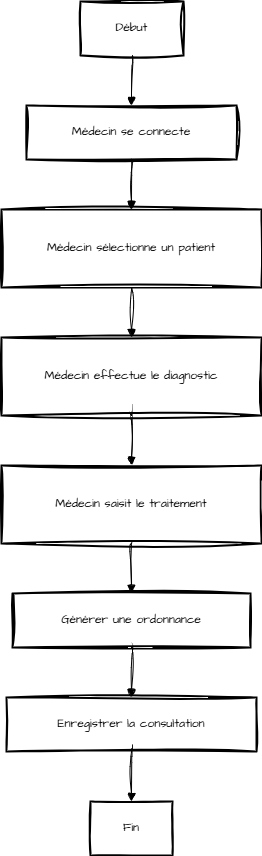 Début
Médecin se connecte
Médecin sélectionne un patient
Médecin effectue le diagnostic
Médecin saisit le traitement
Générer une ordonnance
Enregistrer la consultation
Fin